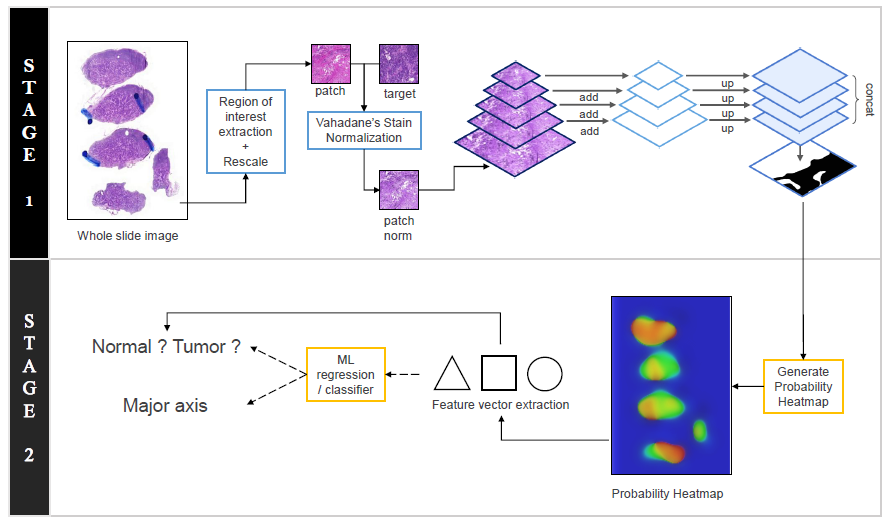 STAGE 1
Whole slide image
Region of
interest
extraction
+
Rescale
patch
target
Vahadane's Stain
Normalization
patch
norm
add
add
add
up
up
up
up
concat
STAGE 2
Normal ? Tumor ?
Major axis
ML
regression
/ classifier
Feature vector extraction
Probability Heatmap
Generate
Probability
Heatmap